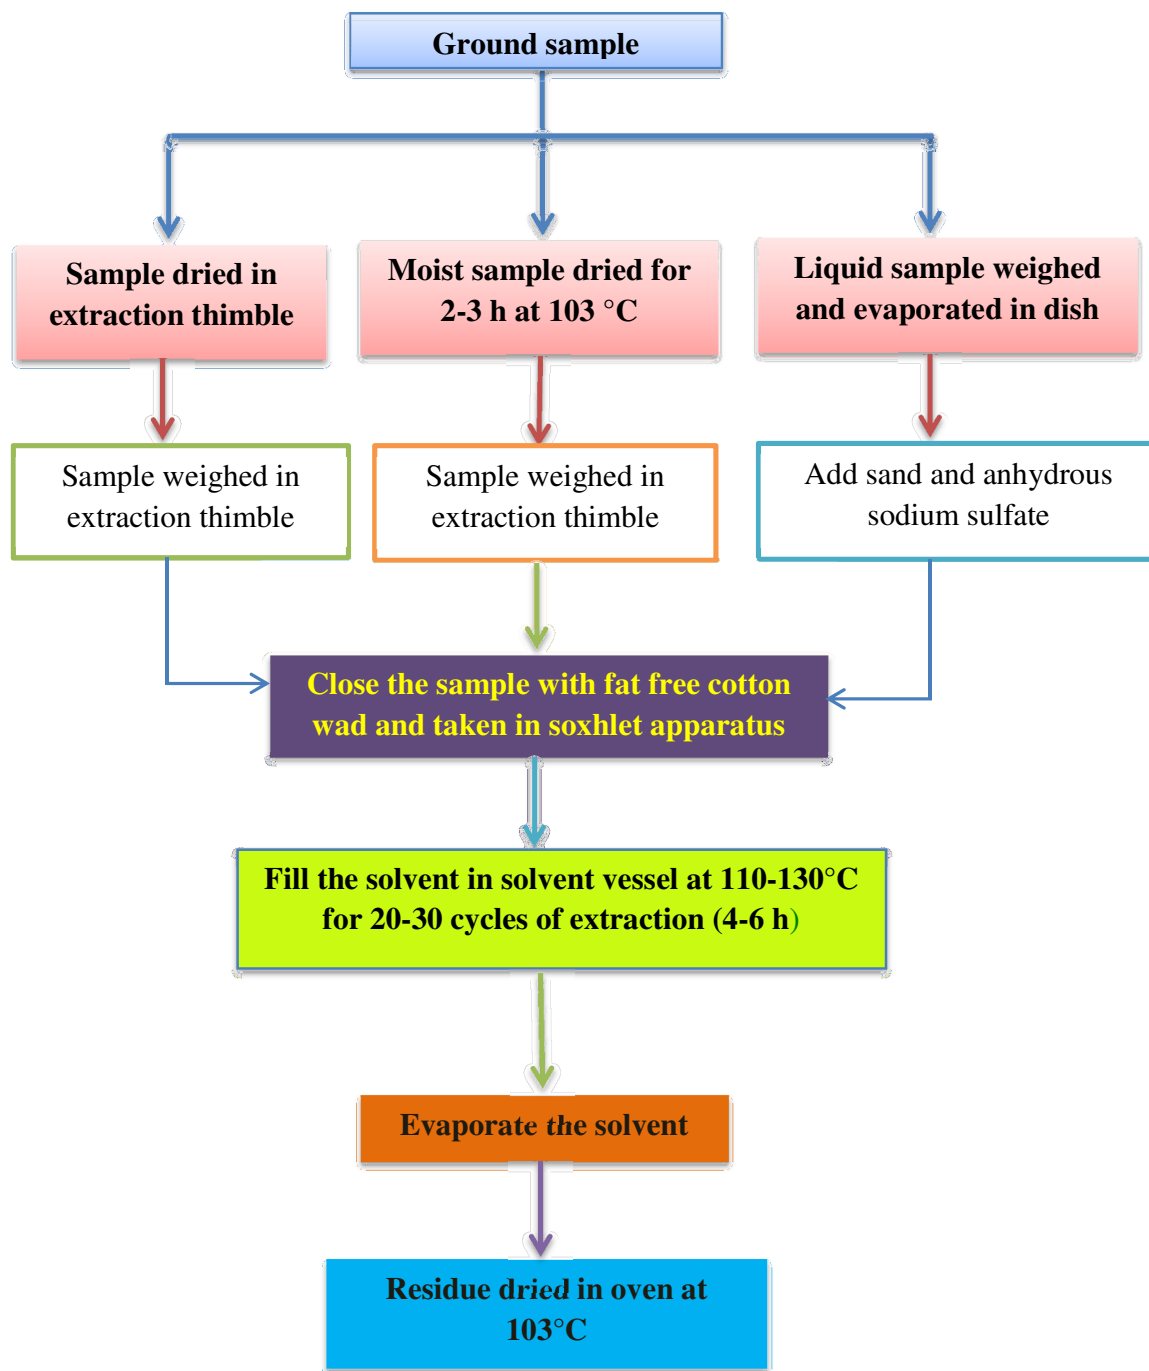 Ground sample
Sample dried in
extraction thimble
Moist sample dried for
2-3 h at 103 °C
Liquid sample weighed
and evaporated in dish
Sample weighed in
extraction thimble
Sample weighed in
extraction thimble
Add sand and anhydrous
sodium sulfate
Close the sample with fat free cotton
wad and taken in soxhlet apparatus
Fill the solvent in solvent vessel at 110-130°C
for 20-30 cycles of extraction (4-6 h)
Evaporate the solvent
Residue dried in oven at
103°C